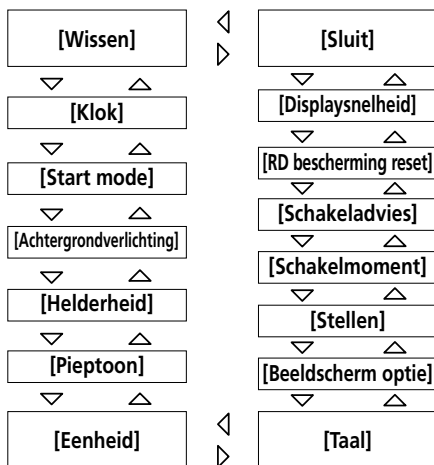 [Wissen]
[Klok]
[Start mode]
[Achtergrondverlichting]
[Helderheid]
[Pieptoon]
[Eenheid]
[Sluit]
[Displaysnelheid]
[RD bescherming reset]
[Schakeladvies]
[Schakelmoment]
[Stellen]
[Beeldscherm optie]
[Taal]